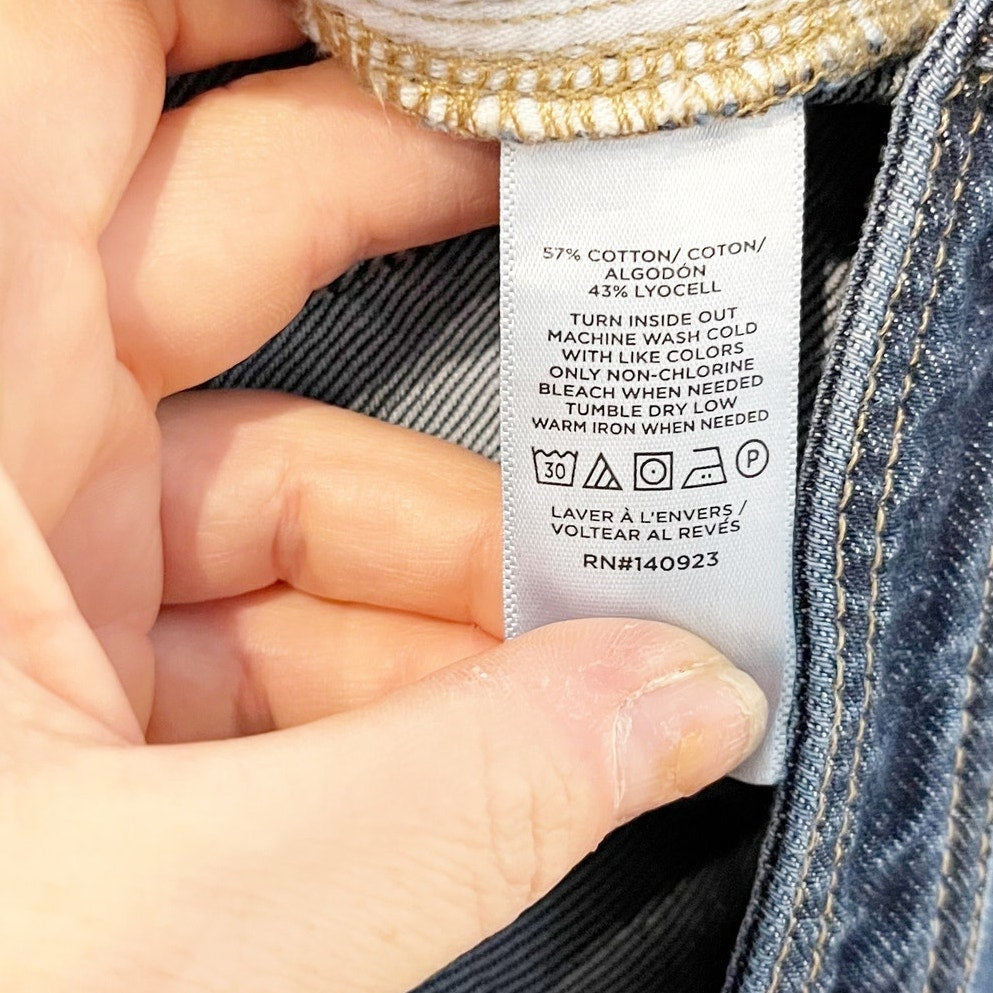 57% COTTON/ COTON/
ALGODÓN
43% LYOCELL
TURN INSIDE OUT
MACHINE WASH COLD
WITH LIKE COLORS
ONLY NON-CHLORINE
BLEACH WHEN NEEDED
TUMBLE DRY LOW
WARM IRON WHEN NEEDED
30 P
LAVER À L'ENVERS /
VOLTEAR AL REVÉS
RN#140923